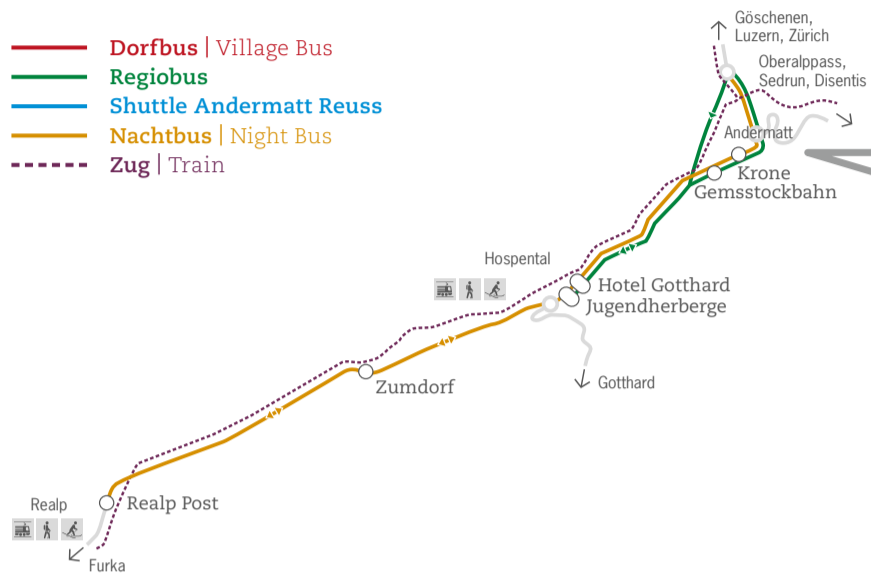 Dorfbus | Village Bus
Regiobus
Shuttle Andermatt Reuss
Nachtbus | Night Bus
Zug | Train
Göschenen,
Luzern, Zürich
Oberalppass,
Sedrun, Disentis
Andermatt
Krone
Gemsstockbahn
Hospental
Hotel Gotthard
Jugendherberge
Gotthard
Zumdorf
Realp
Realp Post
Furka